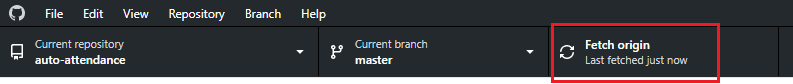 File Edit View Repository Branch Help
Current repository
auto-attendance
Current branch
master
Fetch origin
Last fetched just now